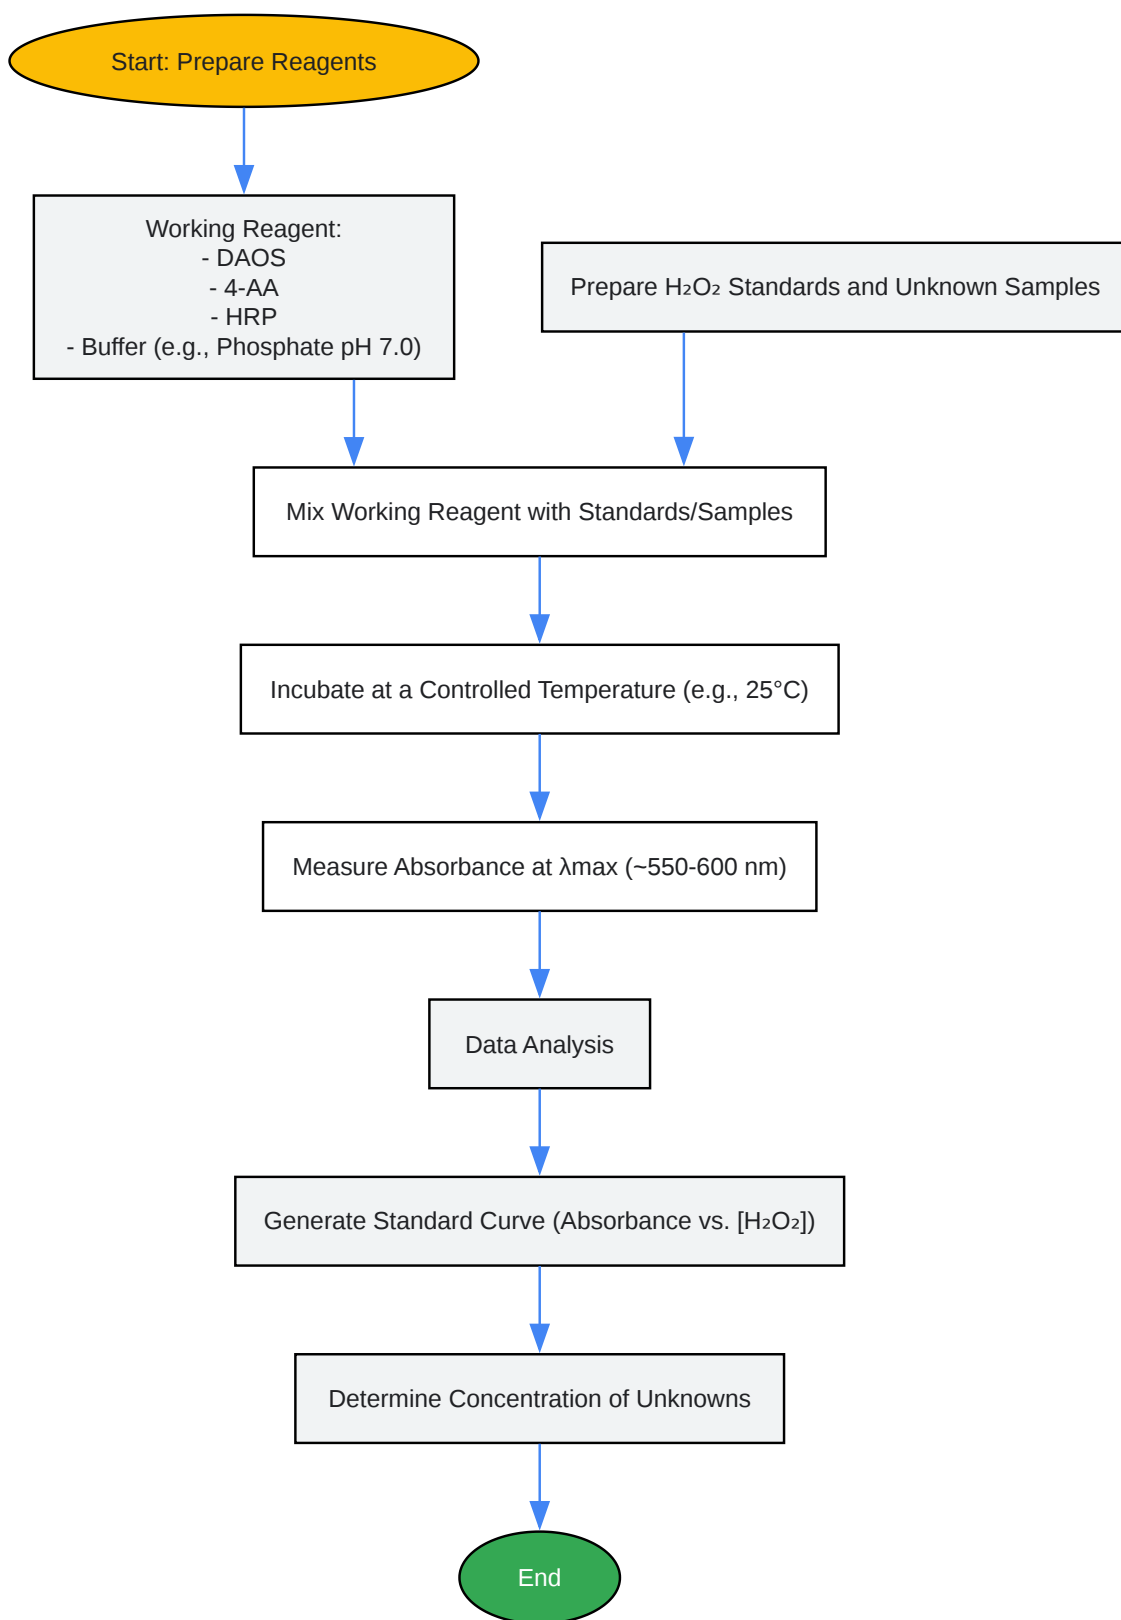 Start: Prepare Reagents
Working Reagent:
- DAOS
- 4-AA
- HRP
- Buffer (e.g., Phosphate pH 7.0)
Prepare H₂O₂ Standards and Unknown Samples
Mix Working Reagent with Standards/Samples
Incubate at a Controlled Temperature (e.g., 25°C)
Measure Absorbance at λmax (~550-600 nm)
Data Analysis
Generate Standard Curve (Absorbance vs. [H₂O₂])
Determine Concentration of Unknowns
End